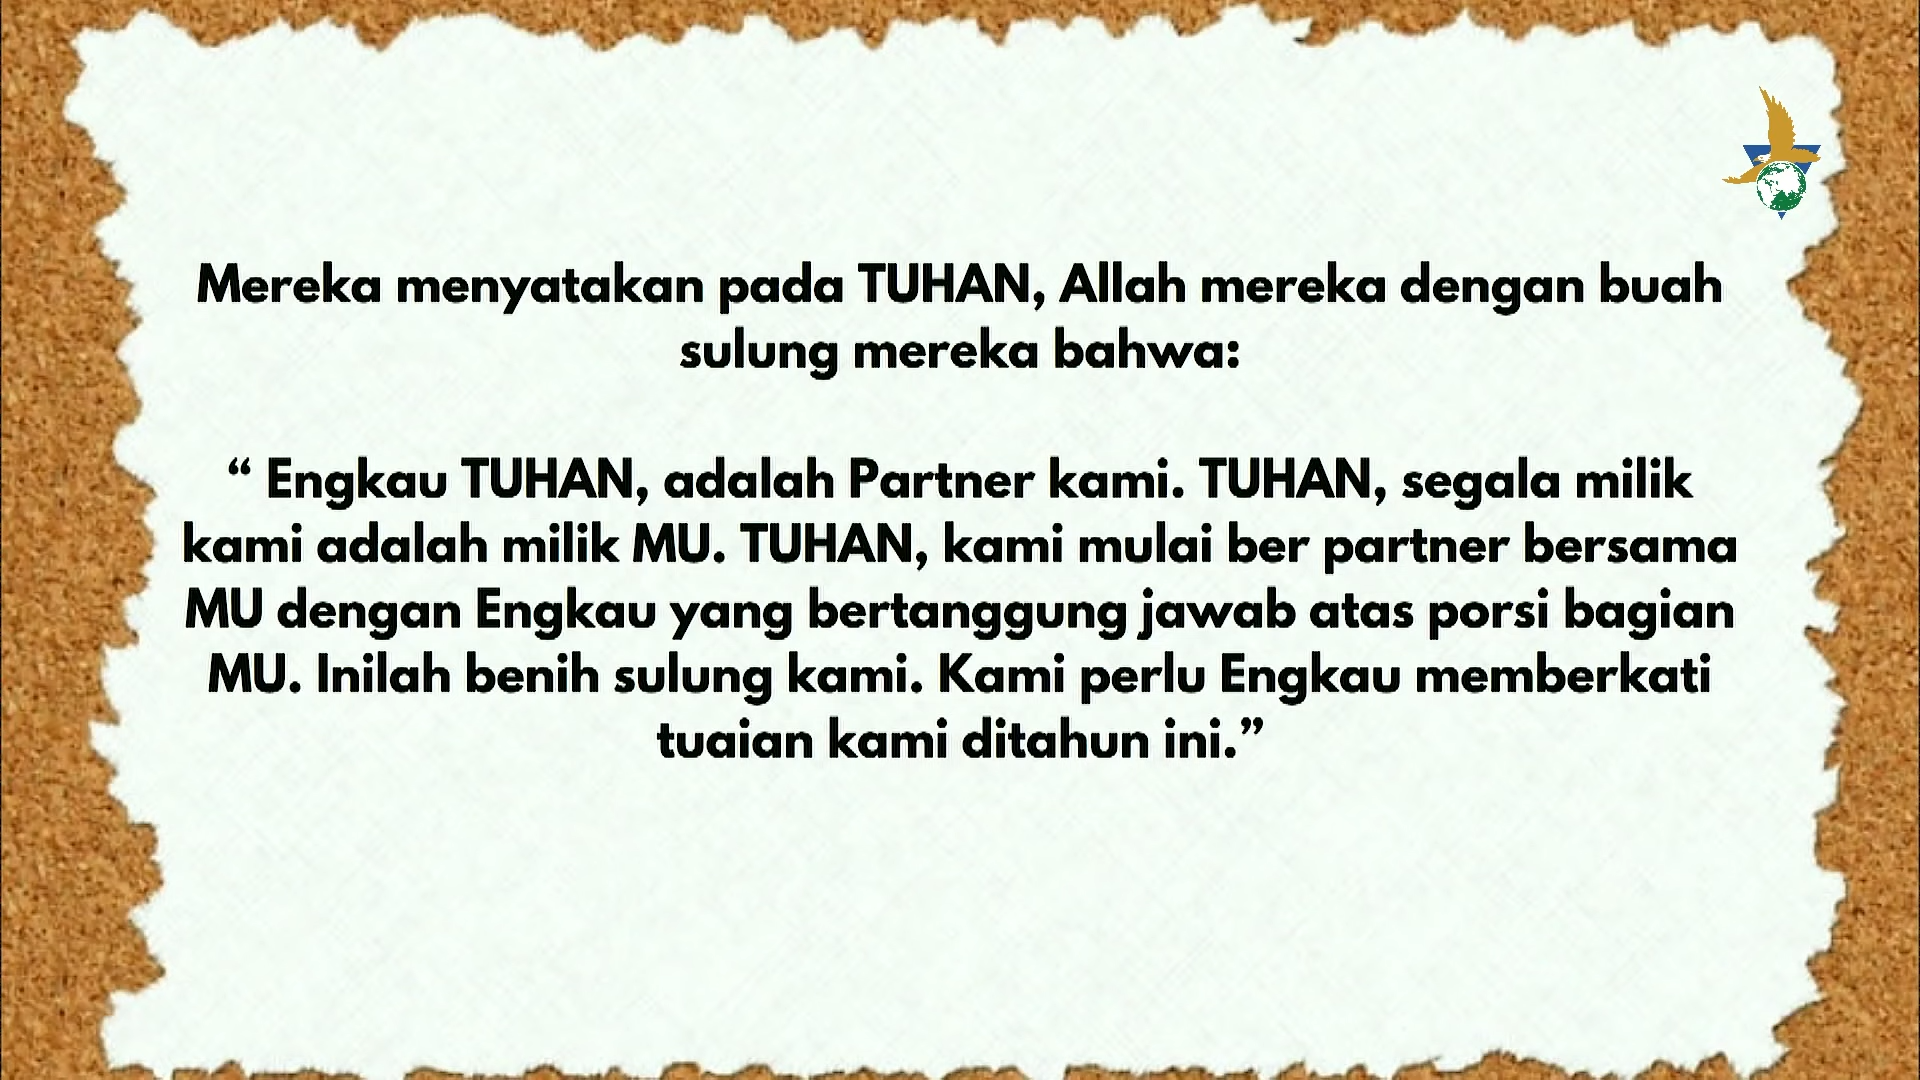 Mereka menyatakan pada TUHAN, Allah mereka dengan buah
sulung mereka bahwa:
“ Engkau TUHAN, adalah Partner kami. TUHAN, segala milik
kami adalah milik MU. TUHAN, kami mulai ber partner bersama
MU dengan Engkau yang bertanggung jawab atas porsi bagian
MU. Inilah benih sulung kami. Kami perlu Engkau memberkati
tuaian kami ditahun ini.”